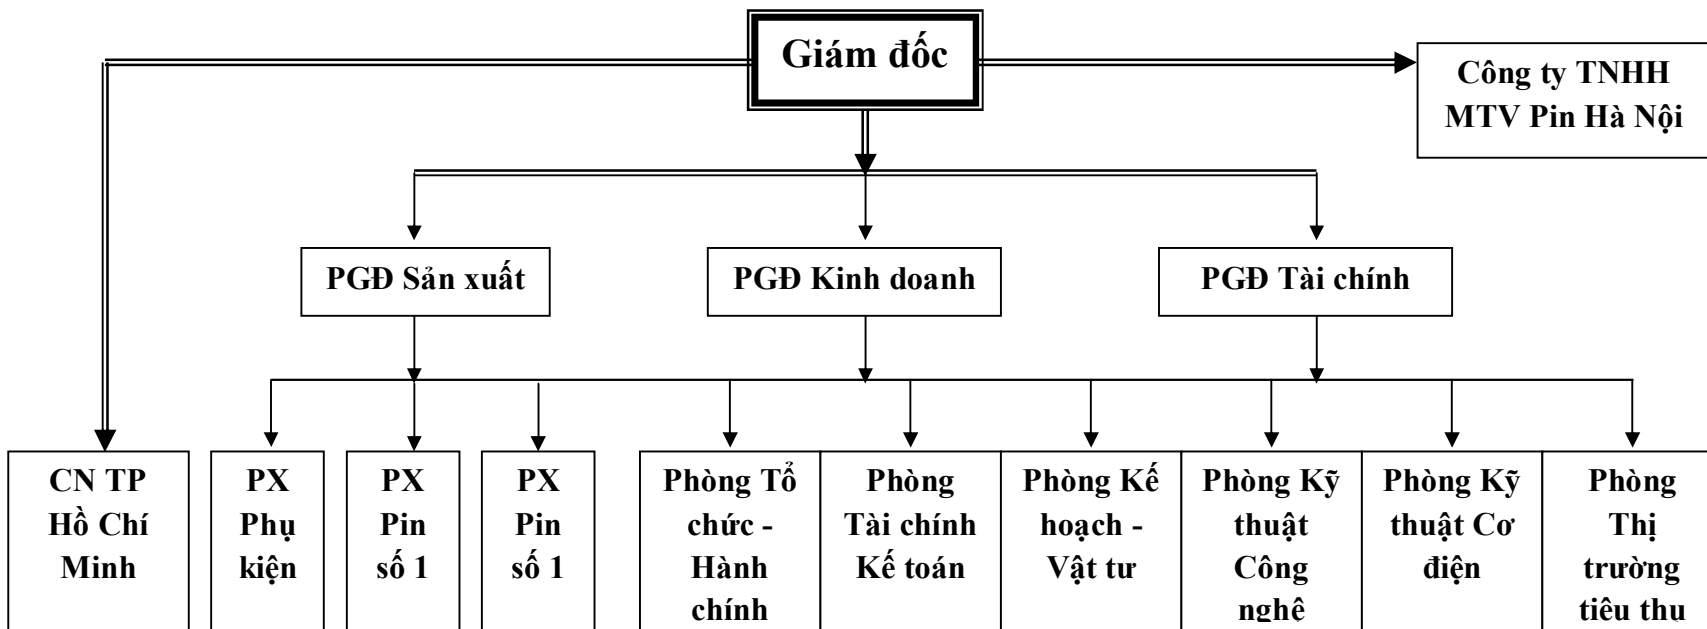 Giám đốc
Công ty TNHH
MTV Pin Hà Nội
PGĐ Sản xuất
PGĐ Kinh doanh
PGĐ Tài chính
CN TP
Hồ Chí
Minh
PX
Phụ
kiện
PX
Pin
số 1
PX
Pin
số 1
Phòng Tổ
chức -
Hành
chính
Phòng
Tài chính
Kế toán
Phòng Kế
hoạch -
Vật tư
Phòng Kỹ
thuật
Công
nghệ
Phòng Kỹ
thuật Cơ
điện
Phòng
Thị
trường
tiêu thụ